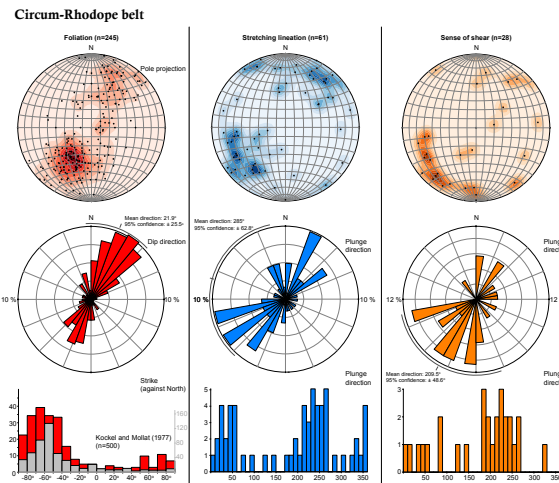 Circum-Rhodope belt
Foliation (n=245)
N
Pole projection
Stretching lineation (n=61)
N
Sense of shear (n=28)
N
N
Mean direction: 21.9°
95% confidence: ± 25.5°
Dip direction
10 %
10 %
Mean direction: 285°
95% confidence: ± 62.8°
N
Plunge
direction
10 %
10 %
N
Plung
direction
12 %
12
Mean direction: 209.5°
95% confidence: ± 48.6°
Strike
(against North)
Kockel and Mollat (1977)
(n=500)
40
30
20
10
0
160
120
80
40
-80° -60° -40° -20° 0 20° 40° 60° 80°
Plunge
direction
5
4
3
2
1
0
50 100 150 200 250 300 350
Plung
direction
3
2
1
0
50 100 150 200 250 300 350